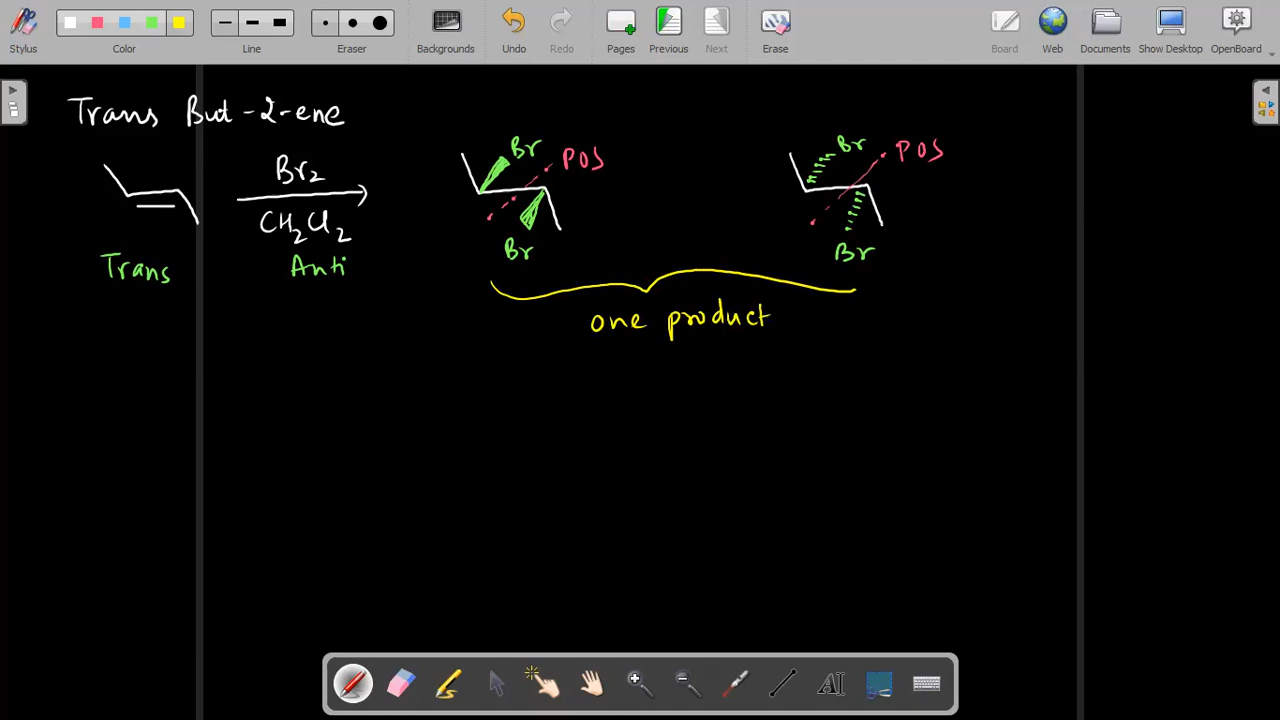 Stylus
Color
Line
Eraser
Backgrounds
Undo
Redo
Pages
Previous
Next
Erase
Board
Web
Documents
Show Desktop
OpenBoard
Trans But-2-ene
Br2
CH2Cl2
Trans
Anti
Br
POS
Br
Br
POS
Br
one product
AI